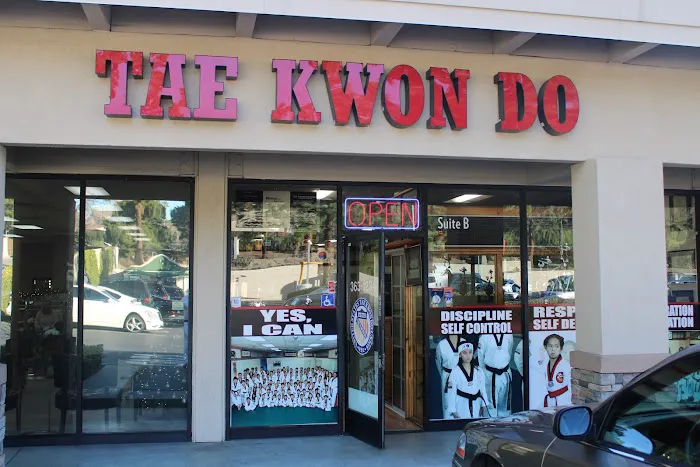 TAE KWON DO
OPEN
Suite B
YES,
I CAN
DISCIPLINE
SELF CONTROL